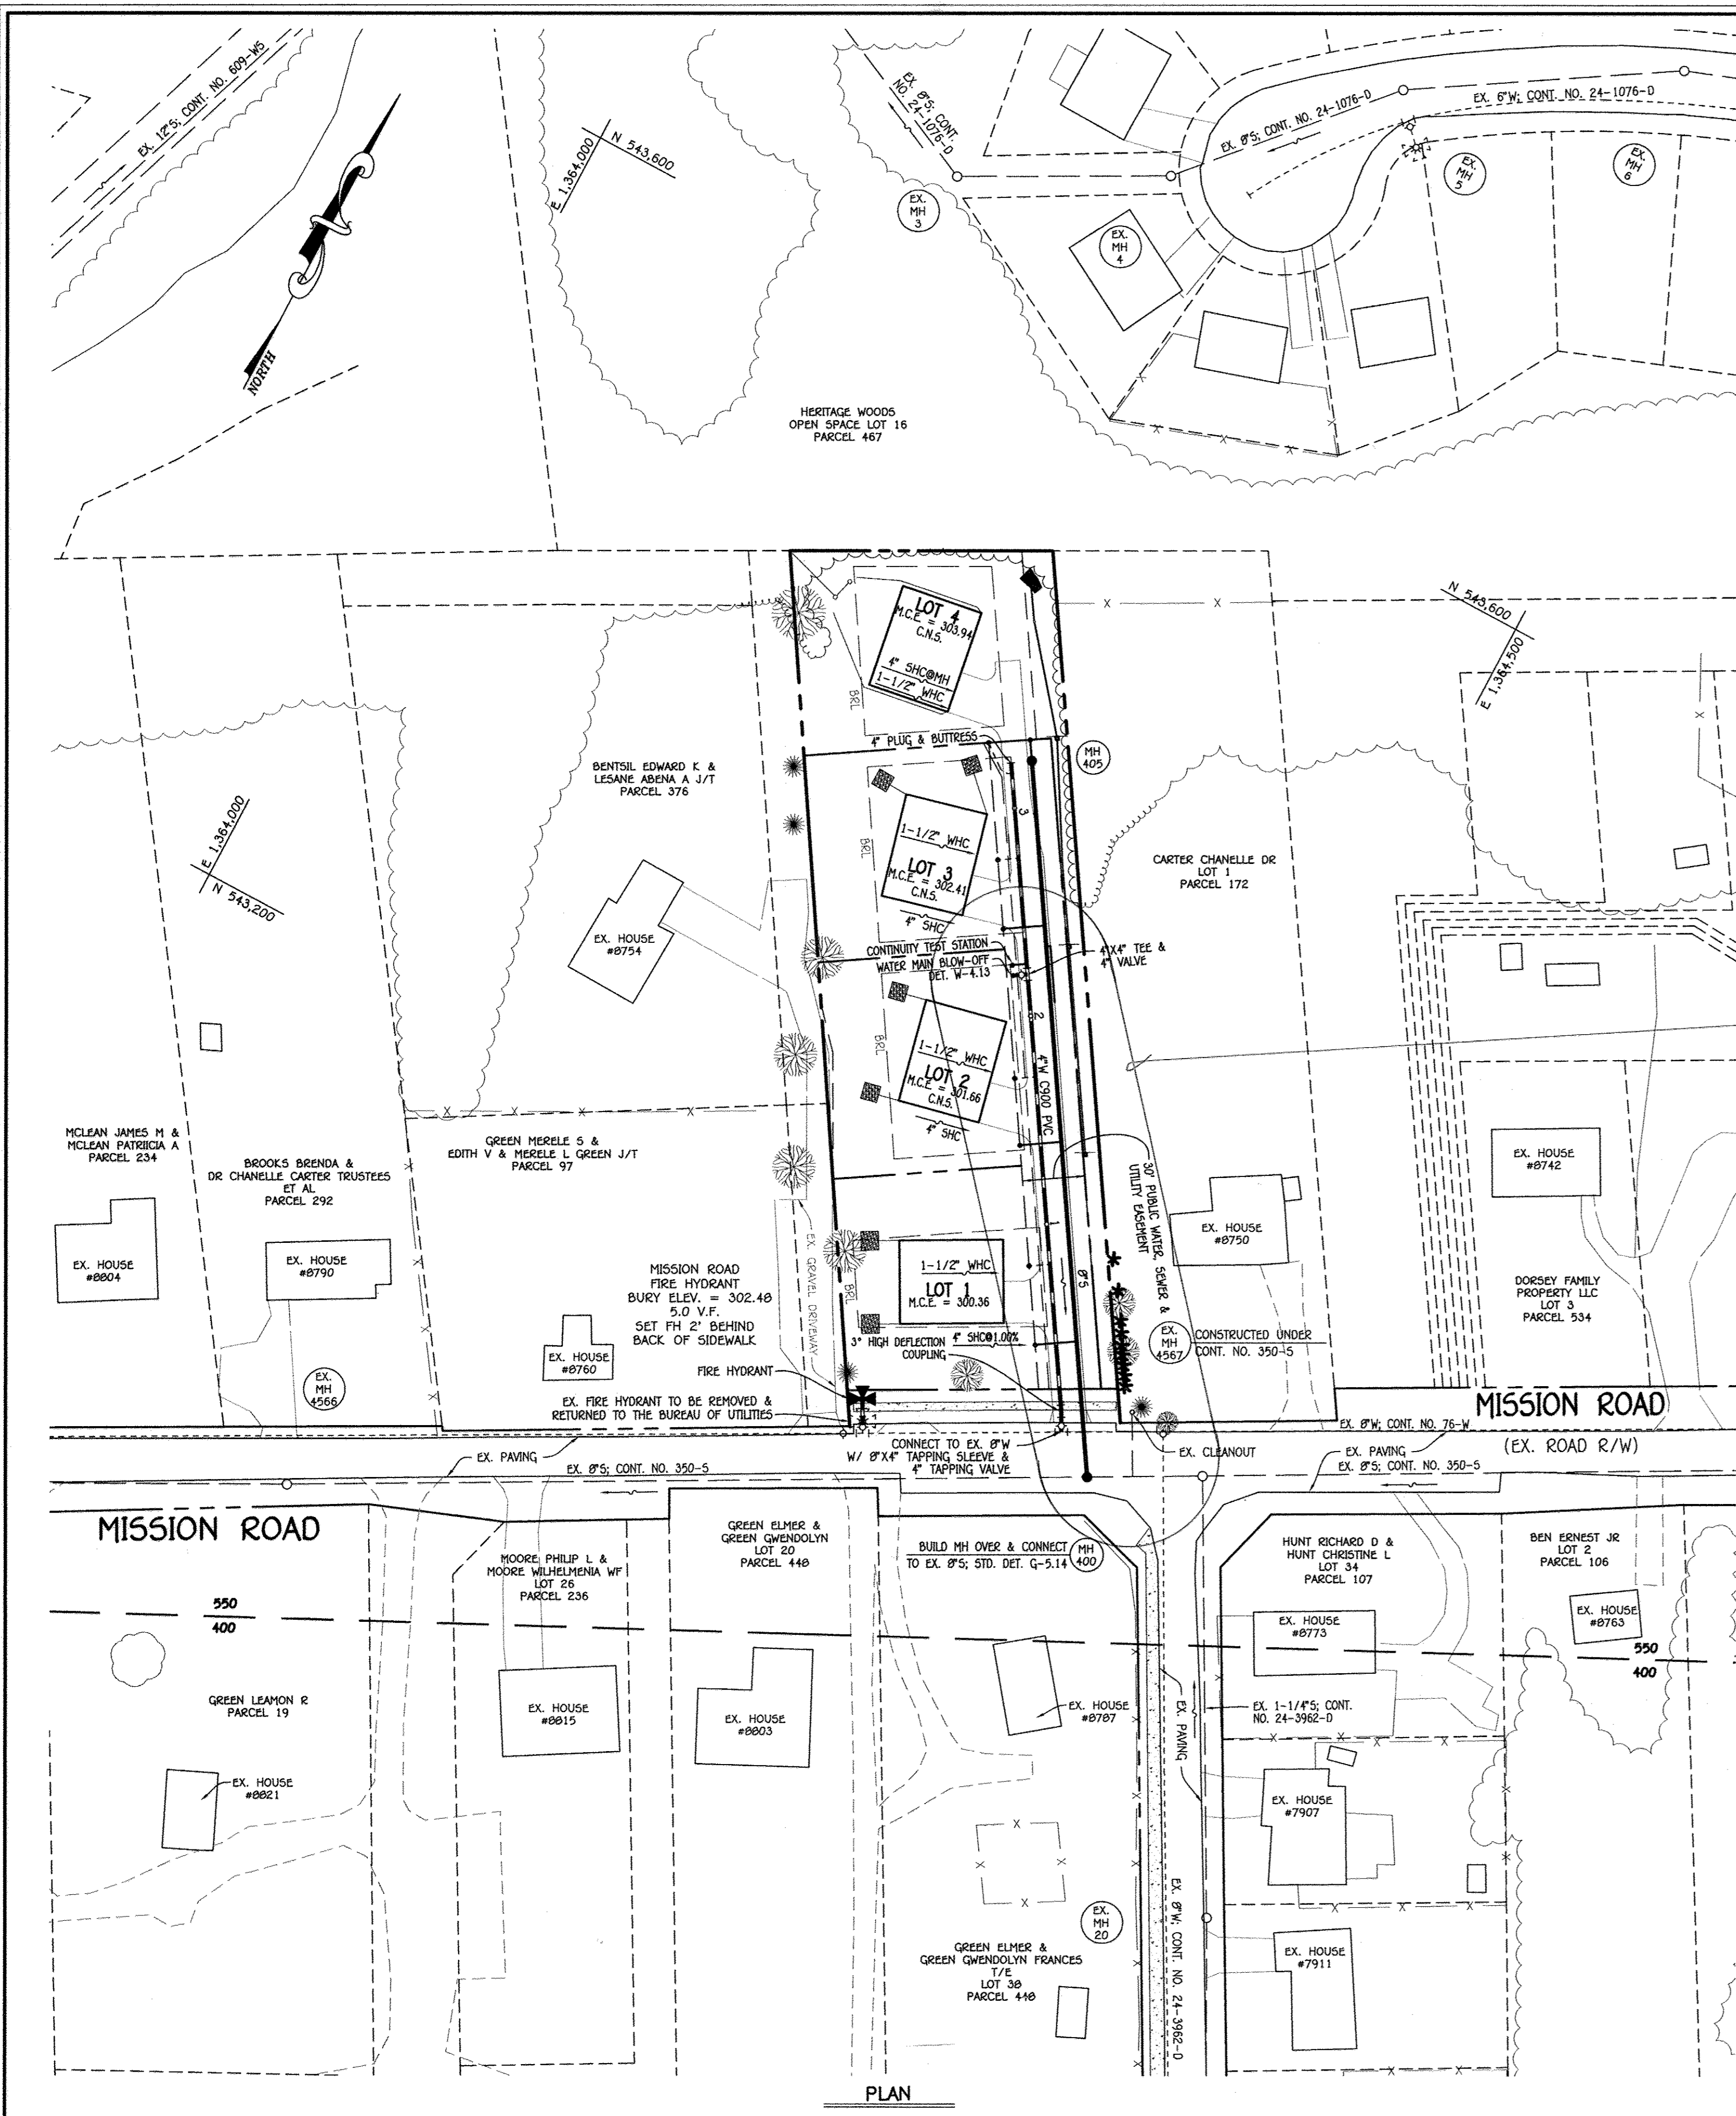 EX. 12"S; CONT. NO. 609-WS
NORTH
E 1,364,000
N 543,600
EX. 8"S; CONT.
NO. 24-1076-D
EX.
MH
3
EX.
MH
4
EX. 8"S; CONT. NO. 24-1076-D
EX. 6"W; CONT. NO. 24-1076-D
EX.
MH
5
EX.
MH
6
HERITAGE WOODS
OPEN SPACE LOT 16
PARCEL 467
LOT 4
M.C.E. = 303.94
C.N.S.
4" SHC@MH
1-1/2" WHC
BRL
4" PLUG & BUTTRESS
MH
405
N 543,600
E 1,364,500
BENTSIL EDWARD K &
LESANE ABENA A J/T
PARCEL 376
E 1,364,000
N 543,200
3
1-1/2" WHC
LOT 3
M.C.E. = 302.41
C.N.S.
BRL
4" SHC
CARTER CHANELLE DR
LOT 1
PARCEL 172
EX. HOUSE
#8754
CONTINUITY TEST STATION
WATER MAIN BLOW-OFF
DET. W-4.13
4"X4" TEE &
4" VALVE
2
1-1/2" WHC
LOT 2
M.C.E. = 301.66
C.N.S.
BRL
4" SHC
4"W C900 PVC
MCLEAN JAMES M &
MCLEAN PATRIICIA A
PARCEL 234
BROOKS BRENDA &
DR CHANELLE CARTER TRUSTEES
ET AL
PARCEL 292
GREEN MERELE S &
EDITH V & MERELE L GREEN J/T
PARCEL 97
30' PUBLIC WATER, SEWER &
UTILITY EASEMENT
EX. HOUSE
#8742
EX. HOUSE
#8750
EX. HOUSE
#8804
EX. HOUSE
#8790
MISSION ROAD
FIRE HYDRANT
BURY ELEV. = 302.48
5.0 V.F.
SET FH 2' BEHIND
BACK OF SIDEWALK
EX. GRAVEL DRIVEWAY
BRL
1-1/2" WHC
LOT 1
M.C.E. = 300.36
1
8"S
DORSEY FAMILY
PROPERTY LLC
LOT 3
PARCEL 534
3° HIGH DEFLECTION
COUPLING
4" SHC@1.00%
EX.
MH
4567
CONSTRUCTED UNDER
CONT. NO. 350-S
EX. HOUSE
#8760
FIRE HYDRANT
EX.
MH
4566
EX. FIRE HYDRANT TO BE REMOVED &
RETURNED TO THE BUREAU OF UTILITIES
MISSION ROAD
EX. 8"W; CONT. NO. 76-W
(EX. ROAD R/W)
EX. PAVING
EX. 8"S; CONT. NO. 350-S
CONNECT TO EX. 8"W
W/ 8"X4" TAPPING SLEEVE &
4" TAPPING VALVE
EX. CLEANOUT
EX. PAVING
EX. 8"S; CONT. NO. 350-S
MISSION ROAD
MOORE PHILIP L &
MOORE WILHELMENIA WF
LOT 26
PARCEL 236
GREEN ELMER &
GREEN GWENDOLYN
LOT 20
PARCEL 448
BUILD MH OVER & CONNECT
TO EX. 8"S; STD. DET. G-5.14
MH
400
HUNT RICHARD D &
HUNT CHRISTINE L
LOT 34
PARCEL 107
BEN ERNEST JR
LOT 2
PARCEL 106
550
400
EX. HOUSE
#8773
EX. HOUSE
#8763
550
400
GREEN LEAMON R
PARCEL 19
EX. HOUSE
#8815
EX. HOUSE
#8803
EX. HOUSE
#8787
EX. PAVING
EX. 1-1/4"S; CONT.
NO. 24-3962-D
EX. HOUSE
#8821
EX. HOUSE
#7907
EX.
MH
20
EX. 8"W; CONT. NO. 24-3962-D
GREEN ELMER &
GREEN GWENDOLYN FRANCES
T/E
LOT 38
PARCEL 448
EX. HOUSE
#7911
PLAN